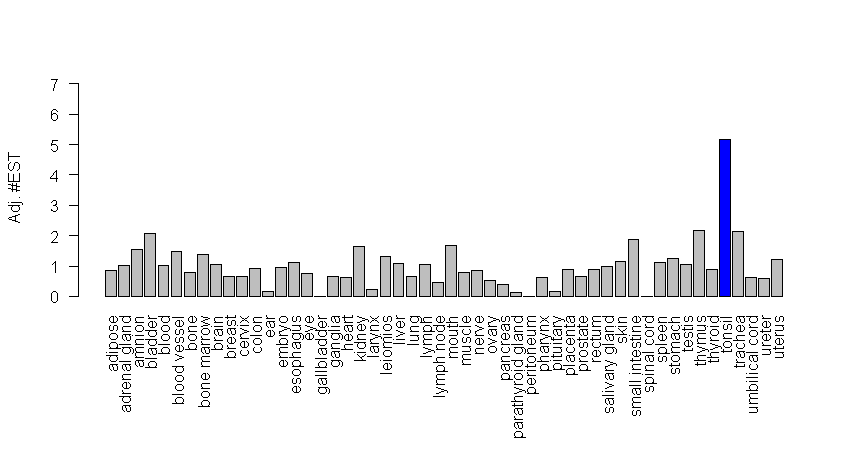 7
6
5
4
3
2
1
0
Adj. #EST
adipose
adrenal gland
amnion
bladder
blood
blood vessel
bone
bone marrow
brain
breast
cervix
colon
ear
embryo
esophagus
eye
gallbladder
ganglia
heart
kidney
larynx
leiomios
liver
lung
lymph
lymph node
mouth
muscle
nerve
ovary
pancreas
parathyroid gland
peritoneum
pharynx
pituitary
placenta
prostate
rectum
salivary gland
skin
small intestine
spinal cord
spleen
stomach
testis
thymus
thyroid
tonsil
trachea
umbilical cord
ureter
uterus